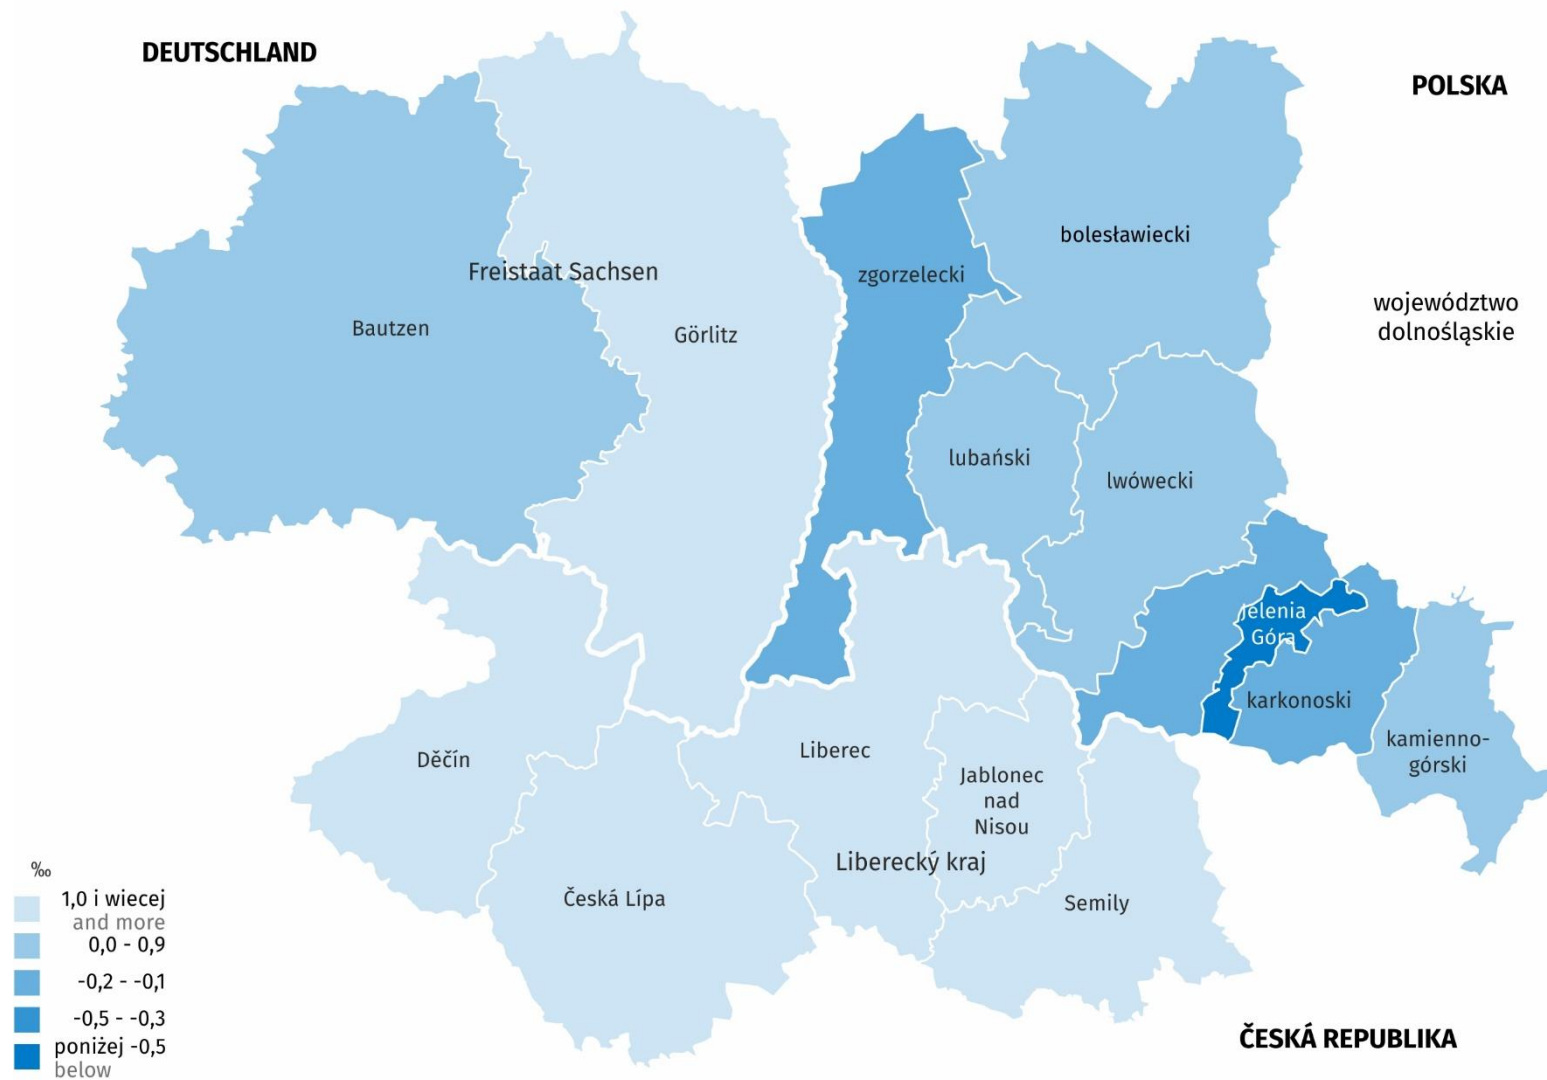 DEUTSCHLAND
POLSKA
bolesławiecki
Freistaat Sachsen
zgorzelecki
województwo
dolnośląskie
Bautzen
Görlitz
lubański
lwówecki
Jelenia
Góra
karkonoski
kamienno-
górski
Děčín
Liberec
Jablonec
nad
Nisou
Liberecký kraj
Česká Lípa
Semily
‰
1,0 i wiecej
and more
0,0 - 0,9
-0,2 - -0,1
-0,5 - -0,3
poniżej -0,5
below
ČESKÁ REPUBLIKA